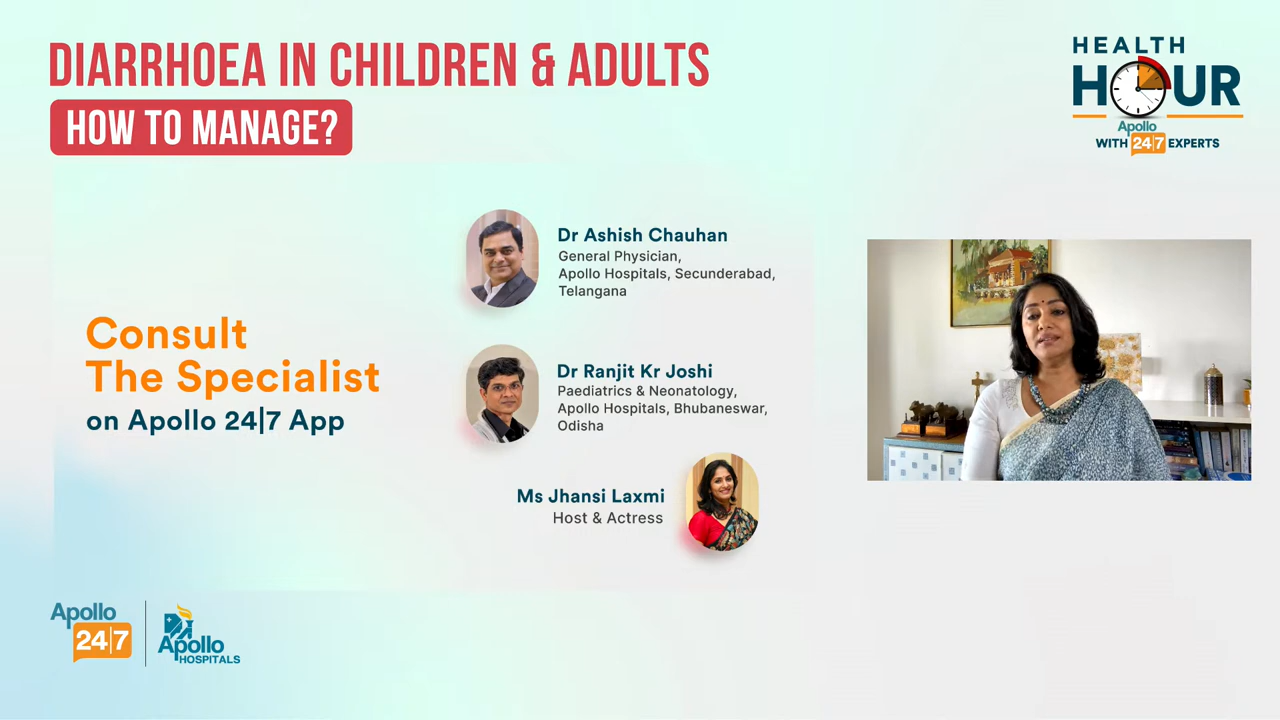 DIARRHOEA IN CHILDREN & ADULTS
HOW TO MANAGE?
HEALTH
HOUR
Apollo
WITH 24|7 EXPERTS
Dr Ashish Chauhan
General Physician,
Apollo Hospitals, Secunderabad,
Telangana
Consult
The Specialist
on Apollo 24|7 App
Dr Ranjit Kr Joshi
Paediatrics & Neonatology,
Apollo Hospitals, Bhubaneswar,
Odisha
Ms Jhansi Laxmi
Host & Actress
Apollo
24|7
Apollo
HOSPITALS